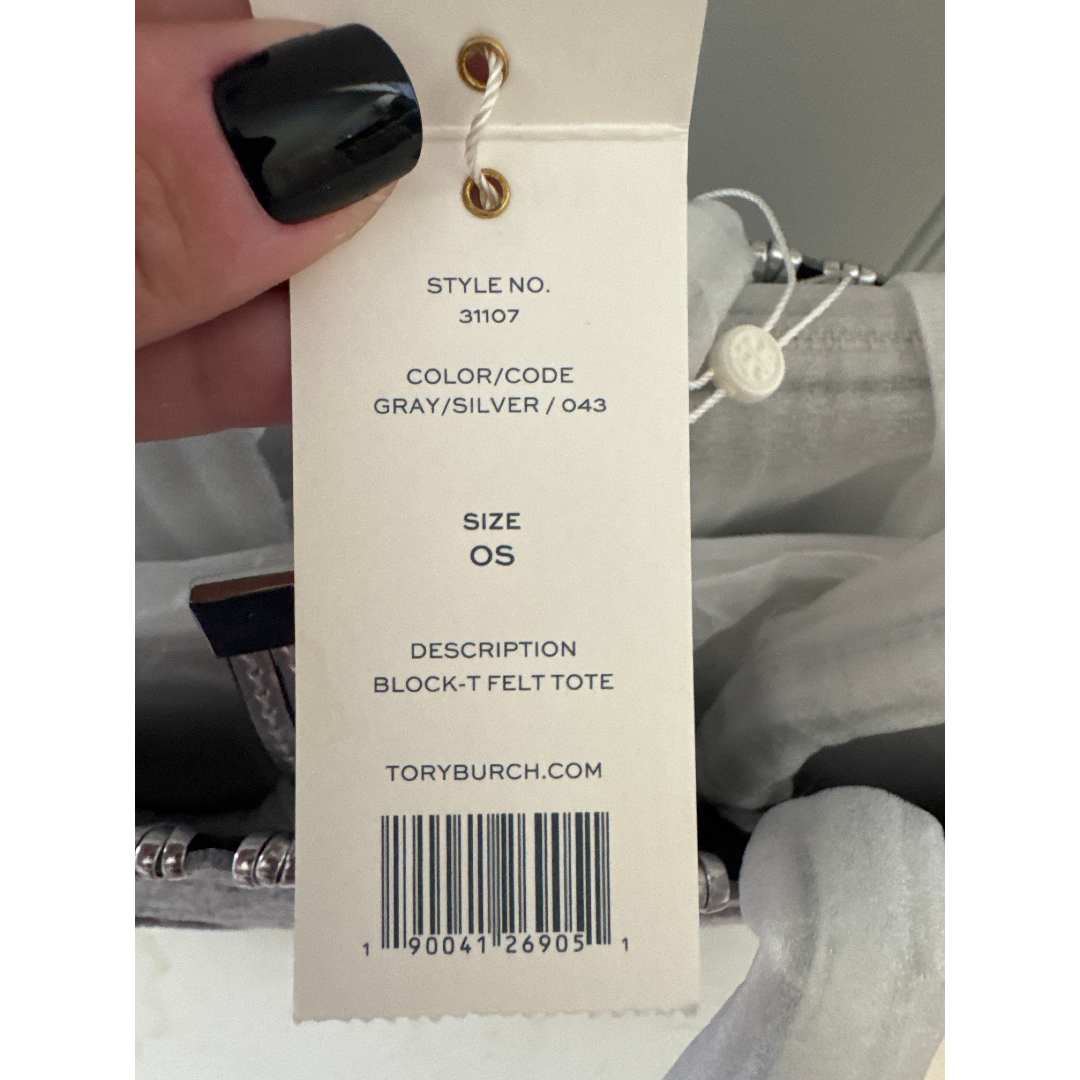 STYLE NO.
31107
COLOR/CODE
GRAY/SILVER / 043
SIZE
OS
DESCRIPTION
BLOCK-T FELT TOTE
TORYBURCH.COM
1 90041 26905 1